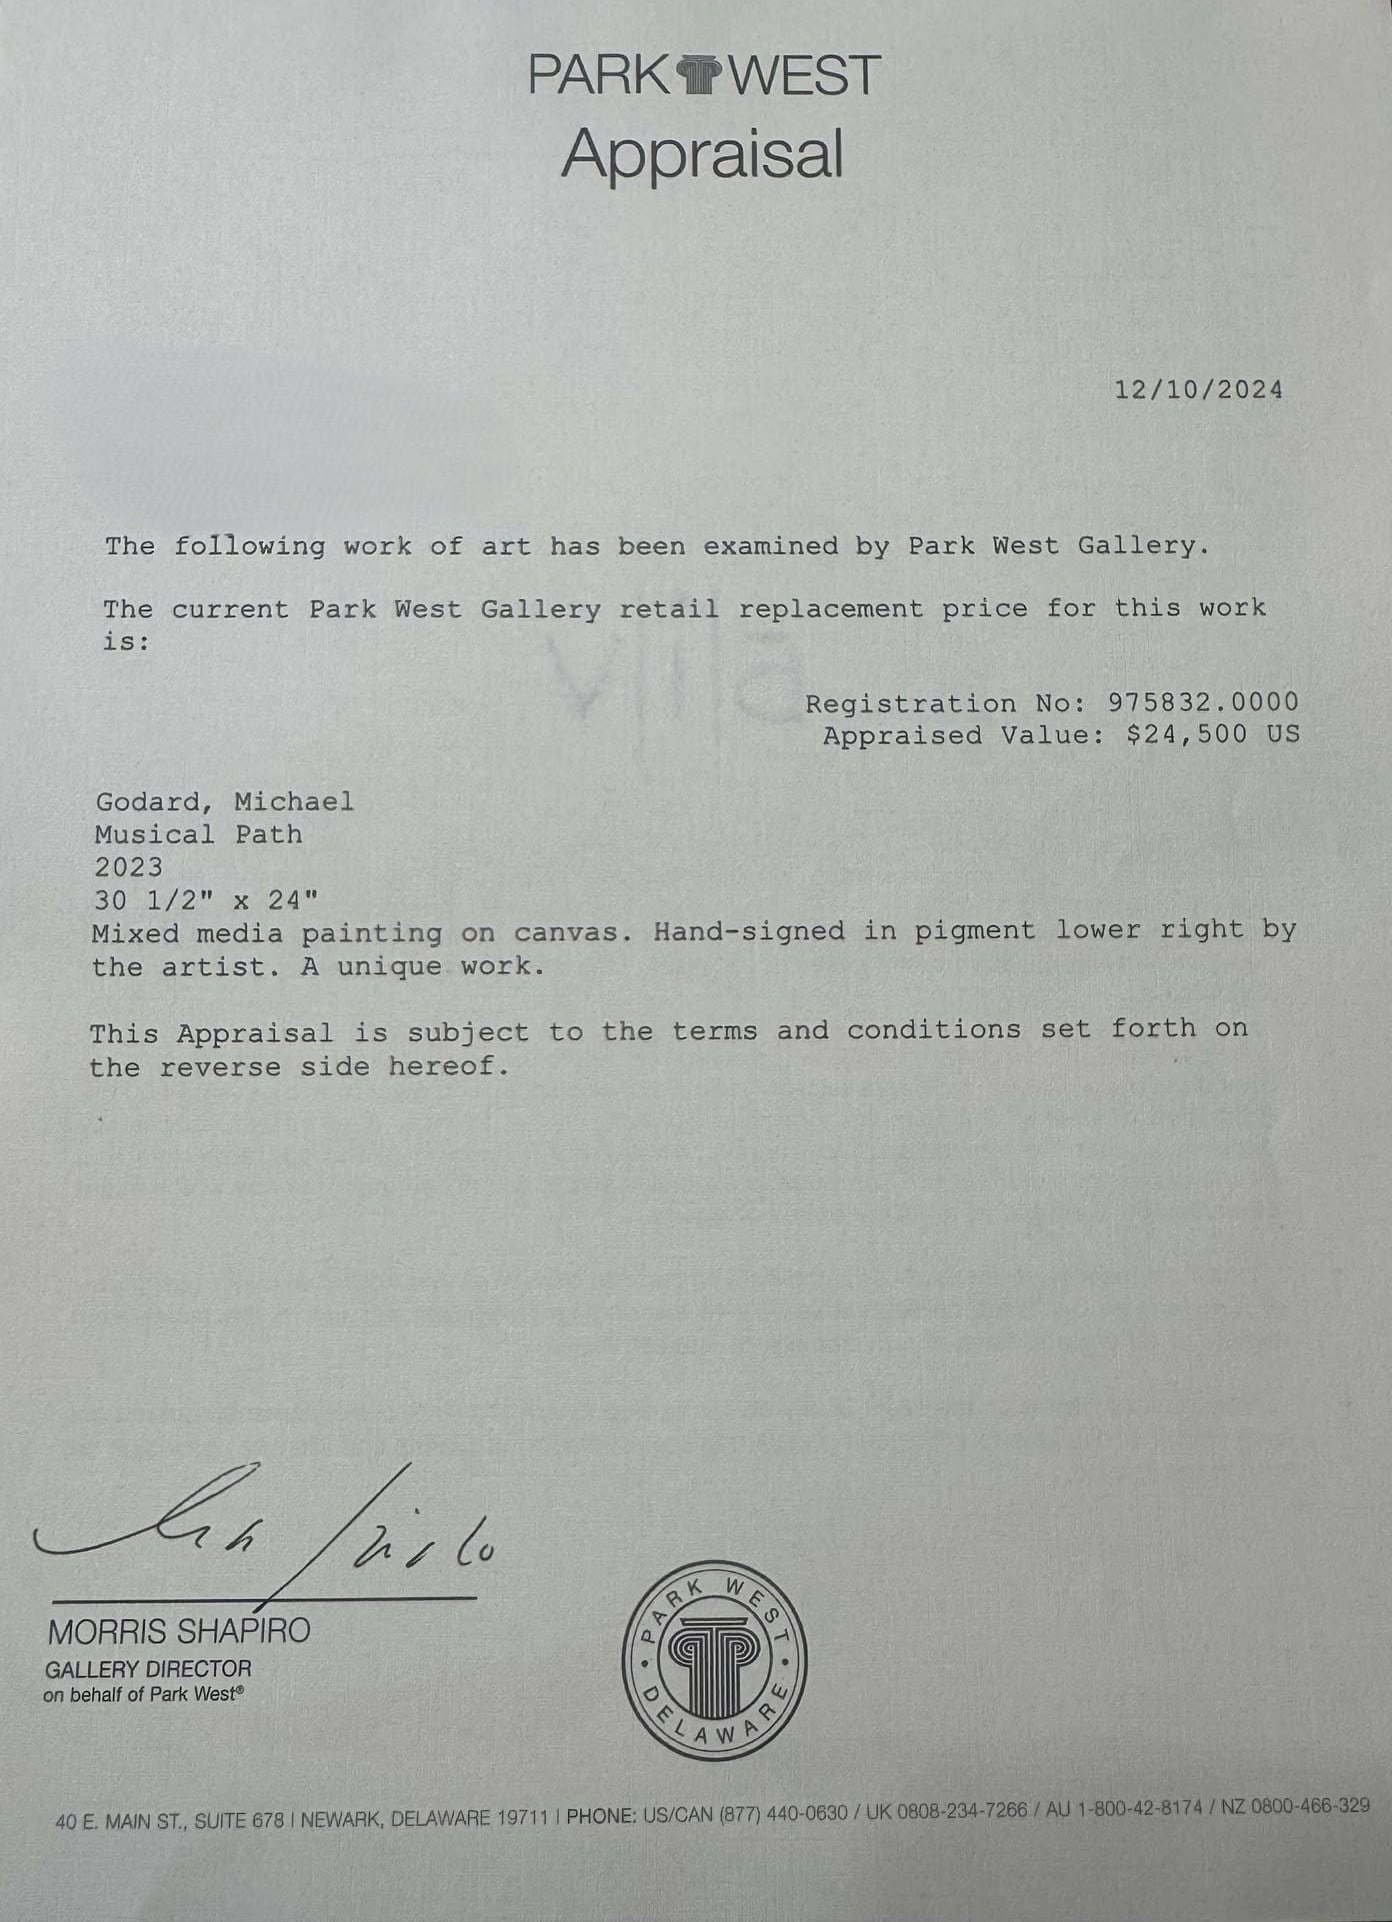 PARK WEST
Appraisal
12/10/2024
The following work of art has been examined by Park West Gallery.
The current Park West Gallery retail replacement price for this work
is:
Registration No: 975832.0000
Appraised Value: $24,500 US
Godard, Michael
Musical Path
2023
30 1/2" x 24"
Mixed media painting on canvas. Hand-signed in pigment lower right by
the artist. A unique work.
This Appraisal is subject to the terms and conditions set forth on
the reverse side hereof.
MORRIS SHAPIRO
GALLERY DIRECTOR
on behalf of Park West®
PARK WEST
DELAWARE
40 E. MAIN ST., SUITE 678 | NEWARK, DELAWARE 19711 | PHONE: US/CAN (877) 440-0630 / UK 0808-234-7266 / AU 1-800-42-8174 / NZ 0800-466-329